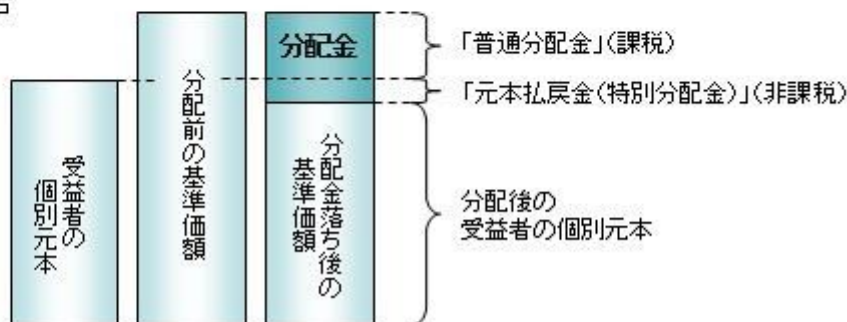 分配金
「普通分配金」(課税)
「元本払戻金(特別分配金)」(非課税)
受益者の
個別元本
分配前の基準価額
分配金落ち後の
基準価額
分配後の
受益者の個別元本